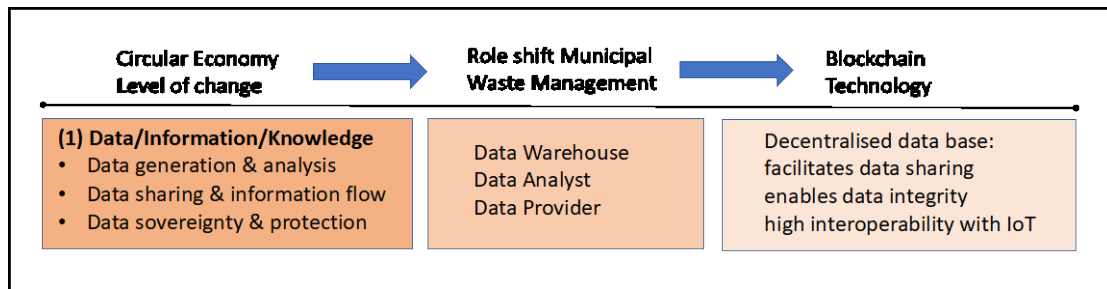 Circular Economy
Level of change
Role shift Municipal
Waste Management
Blockchain
Technology
(1) Data/Information/Knowledge
• Data generation & analysis
• Data sharing & information flow
• Data sovereignty & protection
Data Warehouse
Data Analyst
Data Provider
Decentralised data base:
facilitates data sharing
enables data integrity
high interoperability with IoT